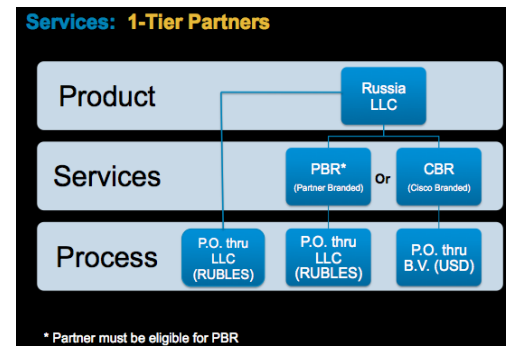 Services: 1-Tier Partners
Product
Russia
LLC
Services
PBR*
(Partner Branded)
Or
CBR
(Cisco Branded)
Process
P.O. thru
LLC
(RUBLES)
P.O. thru
LLC
(RUBLES)
P.O. thru
B.V. (USD)
* Partner must be eligible for PBR